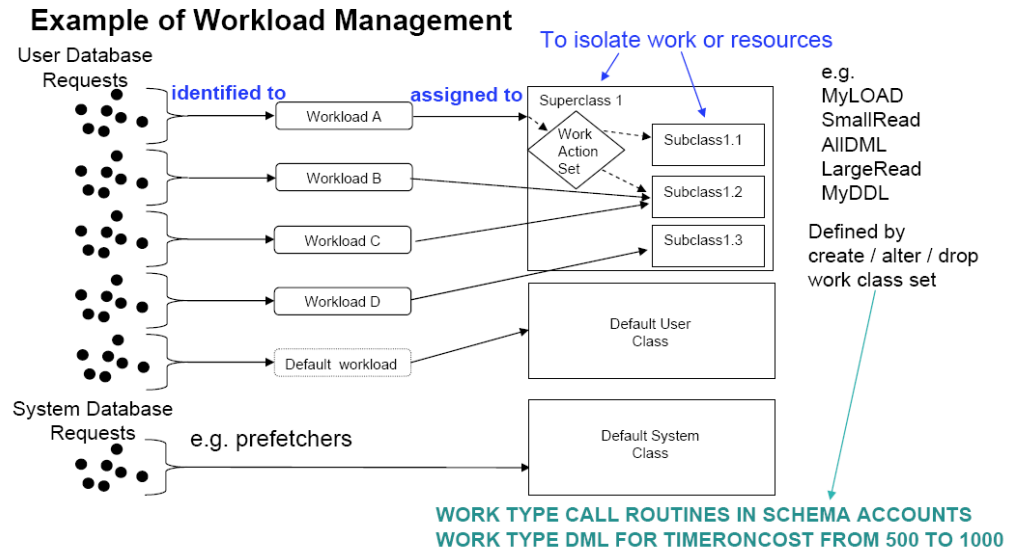 Example of Workload Management
User Database
Requests
identified to
assigned to
To isolate work or resources
Workload A
Workload B
Workload C
Workload D
Default workload
Superclass 1
Work
Action
Set
Subclass1.1
Subclass1.2
Subclass1.3
Default User
Class
e.g.
MyLOAD
SmallRead
AllDML
LargeRead
MyDDL
Defined by
create / alter / drop
work class set
System Database
Requests
e.g. prefetchers
Default System
Class
WORK TYPE CALL ROUTINES IN SCHEMA ACCOUNTS
WORK TYPE DML FOR TIMERONCOST FROM 500 TO 1000